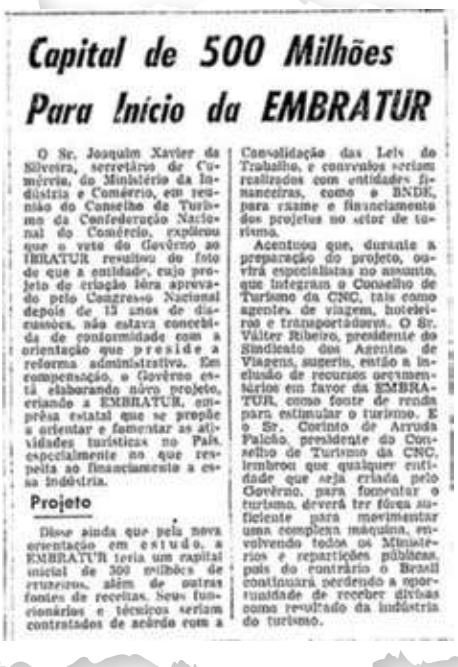 Capital de 500 Milhões
Para Início da EMBRATUR
O Sr. Joaquim Xavier da
Silveira, secretário de Co-
mércio, do Ministério da In-
dústria e Comércio, em reu-
nião do Conselho de Turis-
mo da Confederação Nacio-
nal do Comércio, explicou
que o veto do Govêrno ao
IBRATUR resultou do fato
de que a entidade, cujo pro-
jeto de criação fôra aprova-
do pelo Congresso Nacional
depois de 15 anos de dis-
cussões, não estava concebi-
da de conformidade com a
orientação que preside a
reforma administrativa. Em
compensação, o Govêrno es-
tá elaborando nôvo projeto,
criando a EMBRATUR, em-
prêsa estatal que se propõe
a orientar e fomentar as ati-
vidades turísticas no País,
especialmente no que res-
peita ao financiamento a es-
sa indústria.
Projeto
Disse ainda que pela nova
orientação em estudo, a
EMBRATUR teria um capital
inicial de 500 milhões de
cruzeiros, além de outras
fontes de receitas. Seus fun-
cionários e técnicos seriam
contratados de acôrdo com a
Consolidação das Leis do
Trabalho, e convênios seriam
realizados com entidades fi-
nanceiras, como o BNDE,
para exame e financiamento
dos projetos no setor de tu-
rismo.
Acentuou que, durante a
preparação do projeto, ou-
virá especialistas no assunto,
que integram o Conselho de
Turismo da CNC, tais como
agentes de viagem, hotelei-
ros e transportadores. O Sr.
Válter Ribeiro, presidente do
Sindicato dos Agentes de
Viagens, sugeriu, então a in-
clusão de recursos orçamen-
tários em favor da EMBRA-
TUR, como fonte de renda
para estimular o turismo. E
o Sr. Corinto de Arruda
Falcão, presidente do Con-
selho de Turismo da CNC,
lembrou que qualquer enti-
dade que seja criada pelo
Govêrno, para fomentar o
turismo, deverá ter fôrça su-
ficiente para movimentar
uma complexa máquina, en-
volvendo todos os Ministé-
rios e repartições públicas,
pois do contrário o Brasil
continuará perdendo a opor-
tunidade de receber divisas
como resultado da indústria
do turismo.